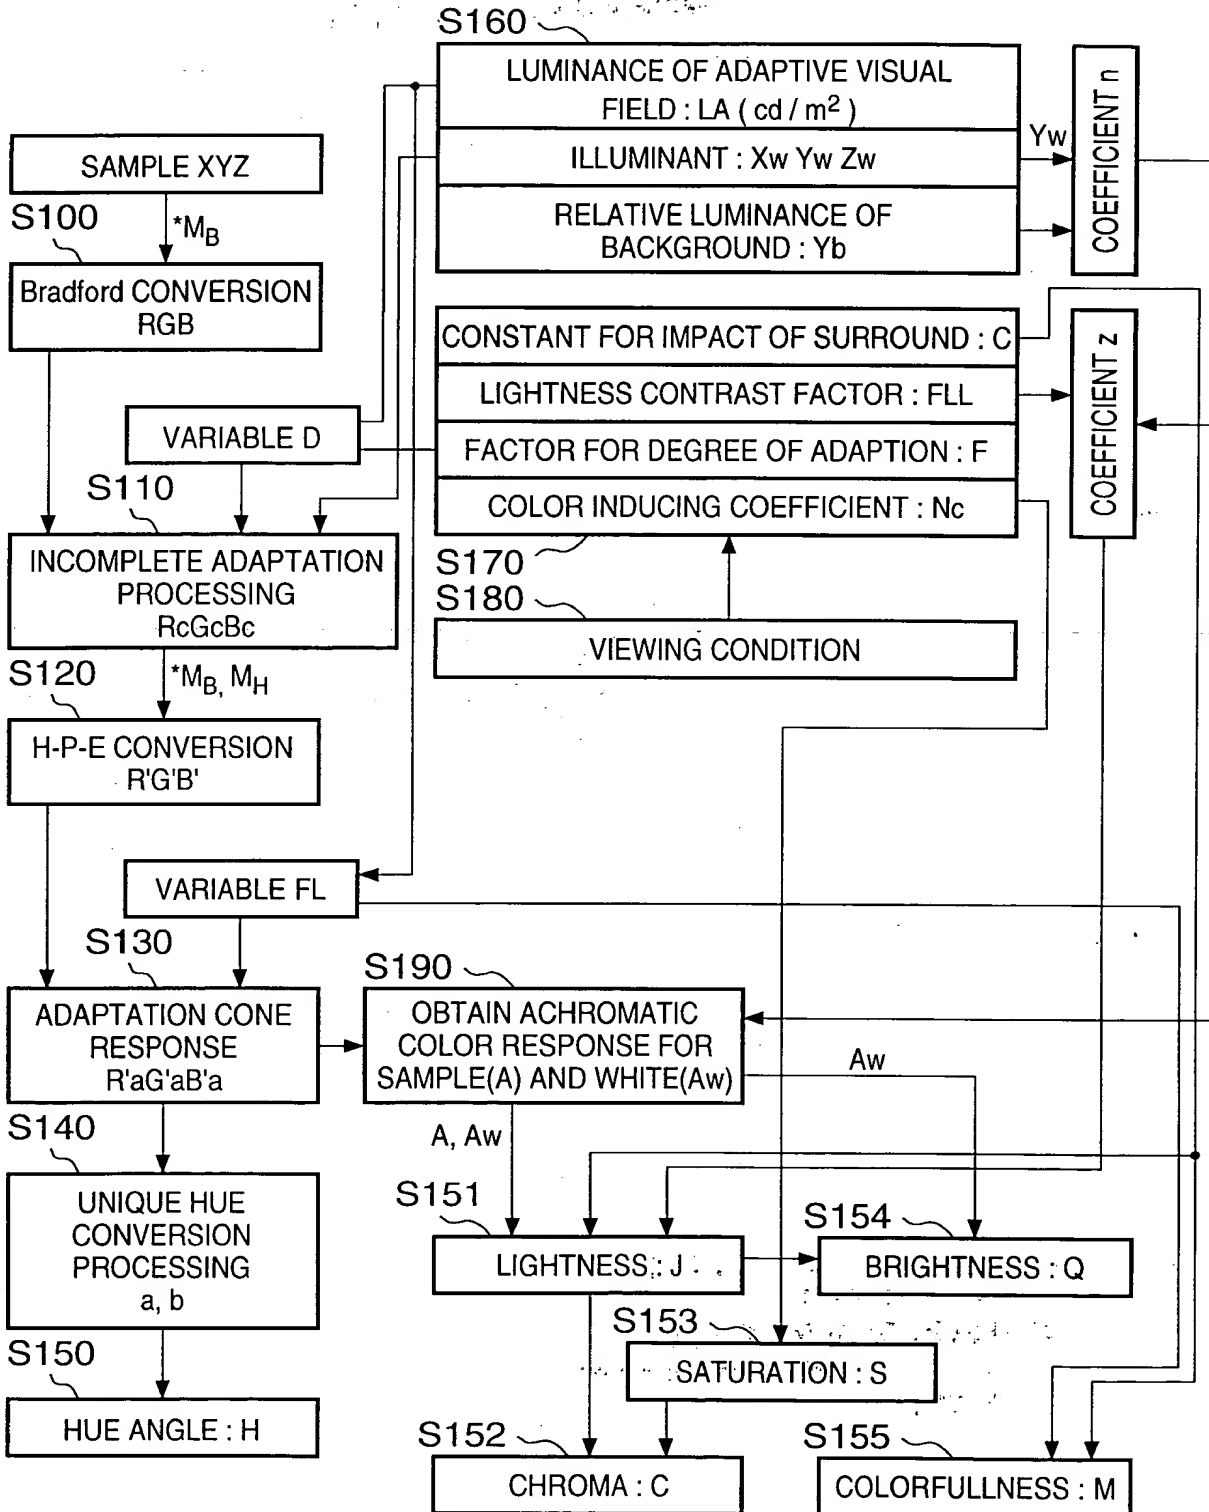 S160
LUMINANCE OF ADAPTIVE VISUAL
FIELD : LA ( cd / m²)
ILLUMINANT : Xw Yw Zw
RELATIVE LUMINANCE OF
BACKGROUND : Yb
Yw
COEFFICIENT n
SAMPLE XYZ
S100
*MB
Bradford CONVERSION
RGB
CONSTANT FOR IMPACT OF SURROUND : C
LIGHTNESS CONTRAST FACTOR : FLL
FACTOR FOR DEGREE OF ADAPTION : F
COLOR INDUCING COEFFICIENT : Nc
S170
COEFFICIENT z
VARIABLE D
S110
INCOMPLETE ADAPTATION
PROCESSING
RcGcBc
S180
VIEWING CONDITION
S120
*MB, MH
H-P-E CONVERSION
R'G'B'
VARIABLE FL
S130
ADAPTATION CONE
RESPONSE
R'aG'aB'a
S190
OBTAIN ACHROMATIC
COLOR RESPONSE FOR
SAMPLE(A) AND WHITE(Aw)
Aw
A, Aw
S140
UNIQUE HUE
CONVERSION
PROCESSING
a, b
S151
LIGHTNESS : J
S154
BRIGHTNESS : Q
S150
HUE ANGLE : H
S153
SATURATION : S
S152
CHROMA : C
S155
COLORFULLNESS : M